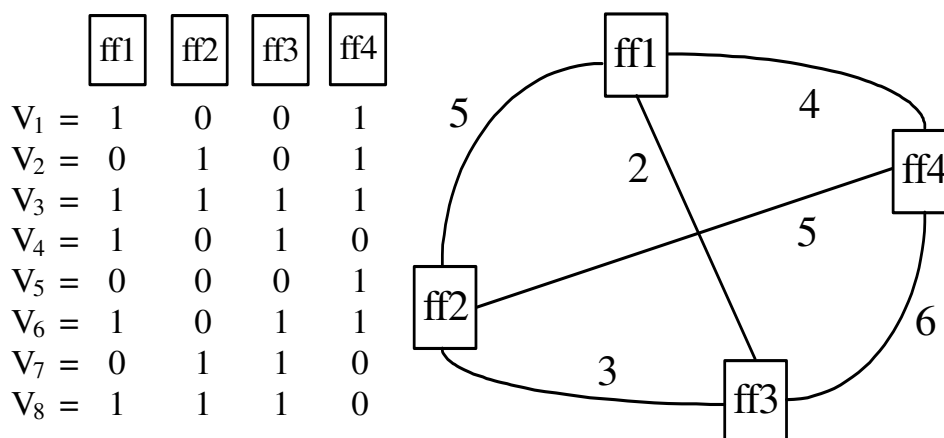 ff1 ff2 ff3 ff4
V1 = 1 0 0 1
V2 = 0 1 0 1
V3 = 1 1 1 1
V4 = 1 0 1 0
V5 = 0 0 0 1
V6 = 1 0 1 1
V7 = 0 1 1 0
V8 = 1 1 1 0
ff1
5
4
2
ff4
5
ff2
6
3
ff3